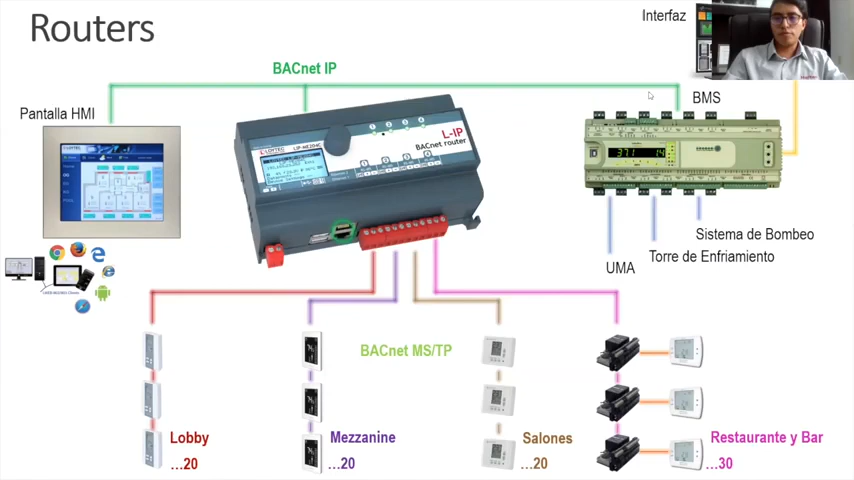 Routers
Interfaz
BACnet IP
BMS
Pantalla HMI
LOYTEC
L-IP
BACnet router
Sistema de Bombeo
Torre de Enfriamiento
UMA
BACnet MS/TP
Lobby
...20
Mezzanine
...20
Salones
...20
Restaurante y Bar
...30